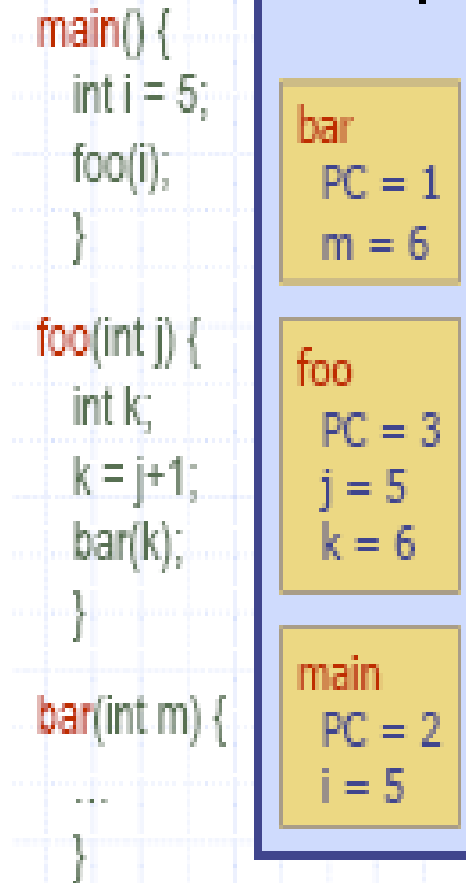 main() {
int i = 5;
foo(i);
}
foo(int j) {
int k;
k = j+1;
bar(k);
}
bar(int m) {
...
}
bar
PC = 1
m = 6
foo
PC = 3
j = 5
k = 6
main
PC = 2
i = 5